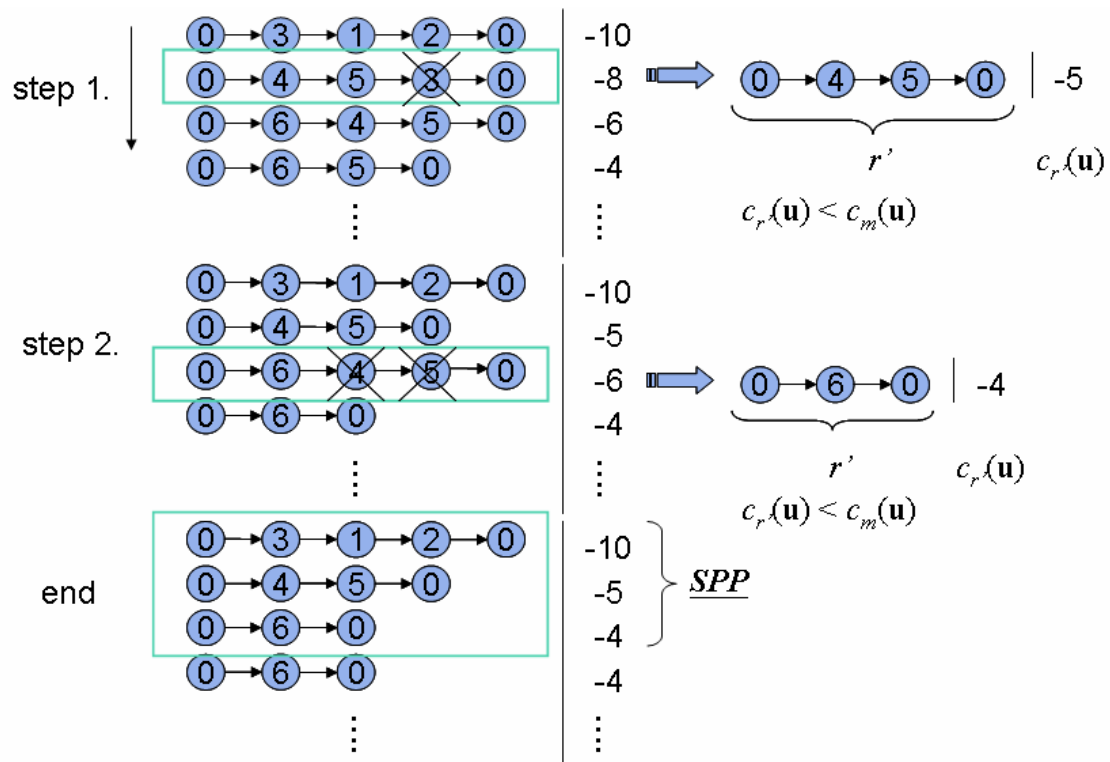 0 3 1 2 0 -10
step 1. 0 4 5 3 0 -8 0 4 5 0 | -5
0 6 4 5 0 -6
r’ c_r’(u)
0 6 5 0 -4
c_r’(u) < c_m(u)
0 3 1 2 0 -10
0 4 5 0 -5
step 2.
0 6 4 5 0 -6 0 6 0 | -4
0 6 0 -4
r’ c_r’(u)
c_r’(u) < c_m(u)
0 3 1 2 0 -10
end 0 4 5 0 -5 SPP
0 6 0 -4
0 6 0 -4